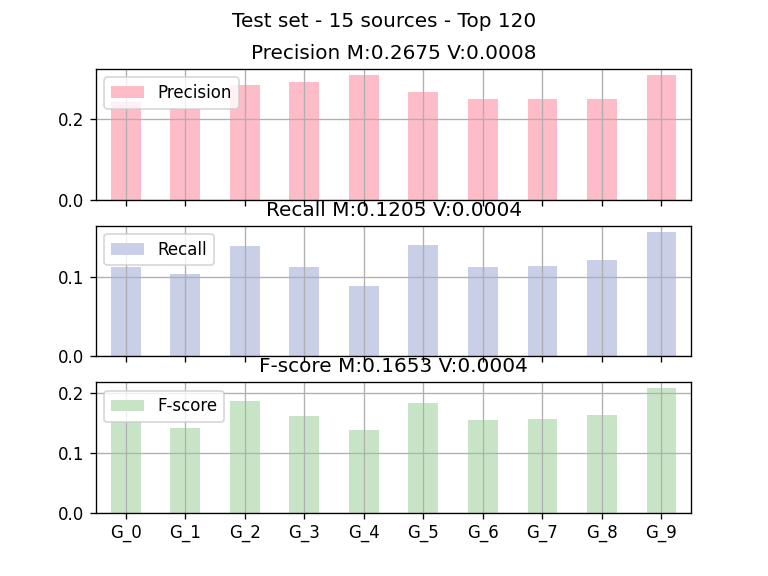 Test set - 15 sources - Top 120
Precision M:0.2675 V:0.0008
Precision
0.2
0.0
Recall M:0.1205 V:0.0004
Recall
0.1
0.0
F-score M:0.1653 V:0.0004
F-score
0.2
0.1
0.0
G_0 G_1 G_2 G_3 G_4 G_5 G_6 G_7 G_8 G_9